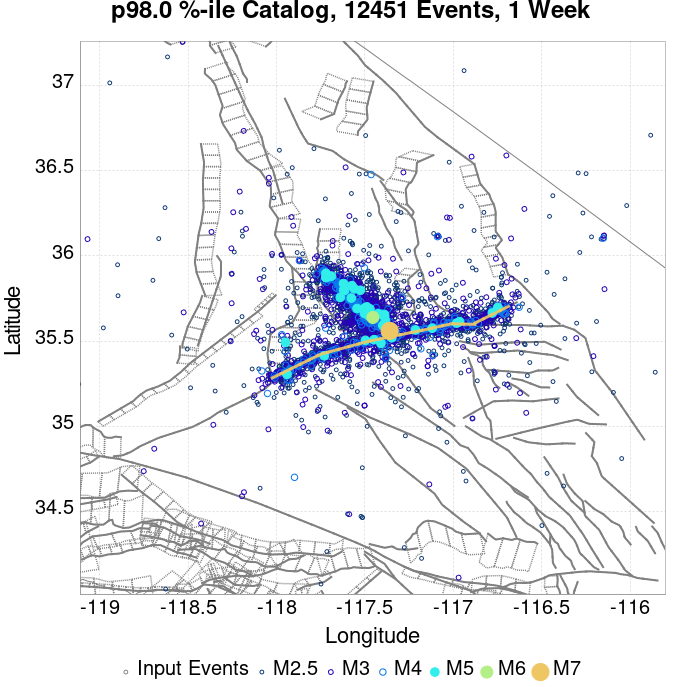 p98.0 %-ile Catalog, 12451 Events, 1 Week
37
36.5
36
35.5
35
34.5
Latitude
-119 -118.5 -118 -117.5 -117 -116.5 -116
Longitude
Input Events M2.5 M3 M4 M5 M6 M7